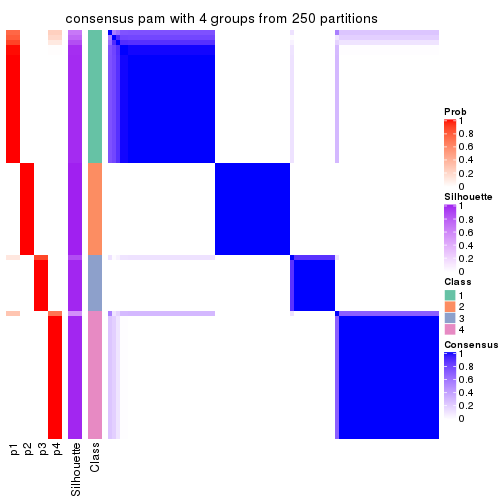 consensus pam with 4 groups from 250 partitions
Prob
1
0.8
0.6
0.4
0.2
0
Silhouette
1
0.8
0.6
0.4
0.2
0
Class
1
2
3
4
Consensus
1
0.8
0.6
0.4
0.2
0
p1
p2
p3
p4
Silhouette
Class